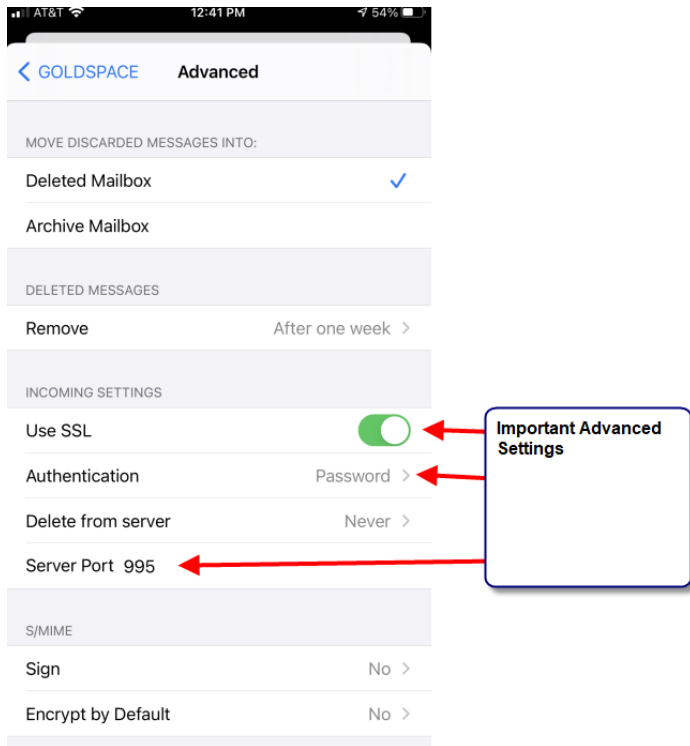 AT&T 12:41 PM 54%
GOLDSPACE Advanced
MOVE DISCARDED MESSAGES INTO:
Deleted Mailbox
Archive Mailbox
DELETED MESSAGES
Remove After one week
INCOMING SETTINGS
Use SSL
Authentication Password
Delete from server Never
Server Port 995
S/MIME
Sign No
Encrypt by Default No
Important Advanced
Settings